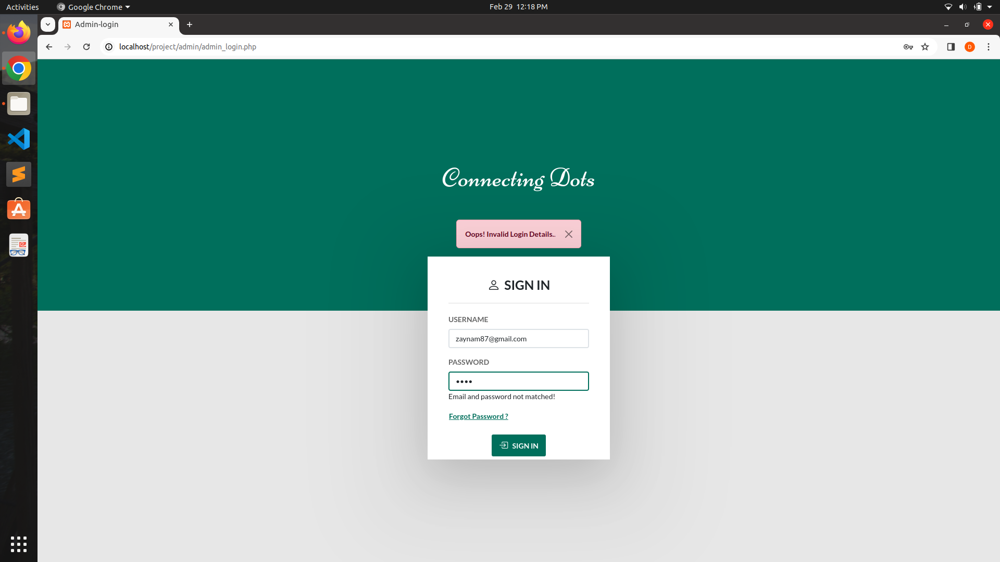 Activities
Google Chrome
Feb 29 12:18 PM
Admin-login
localhost/project/admin/admin_login.php
D
Connecting Dots
Oops! Invalid Login Details..
SIGN IN
USERNAME
zaynam87@gmail.com
PASSWORD
••••
Email and password not matched!
Forgot Password ?
SIGN IN